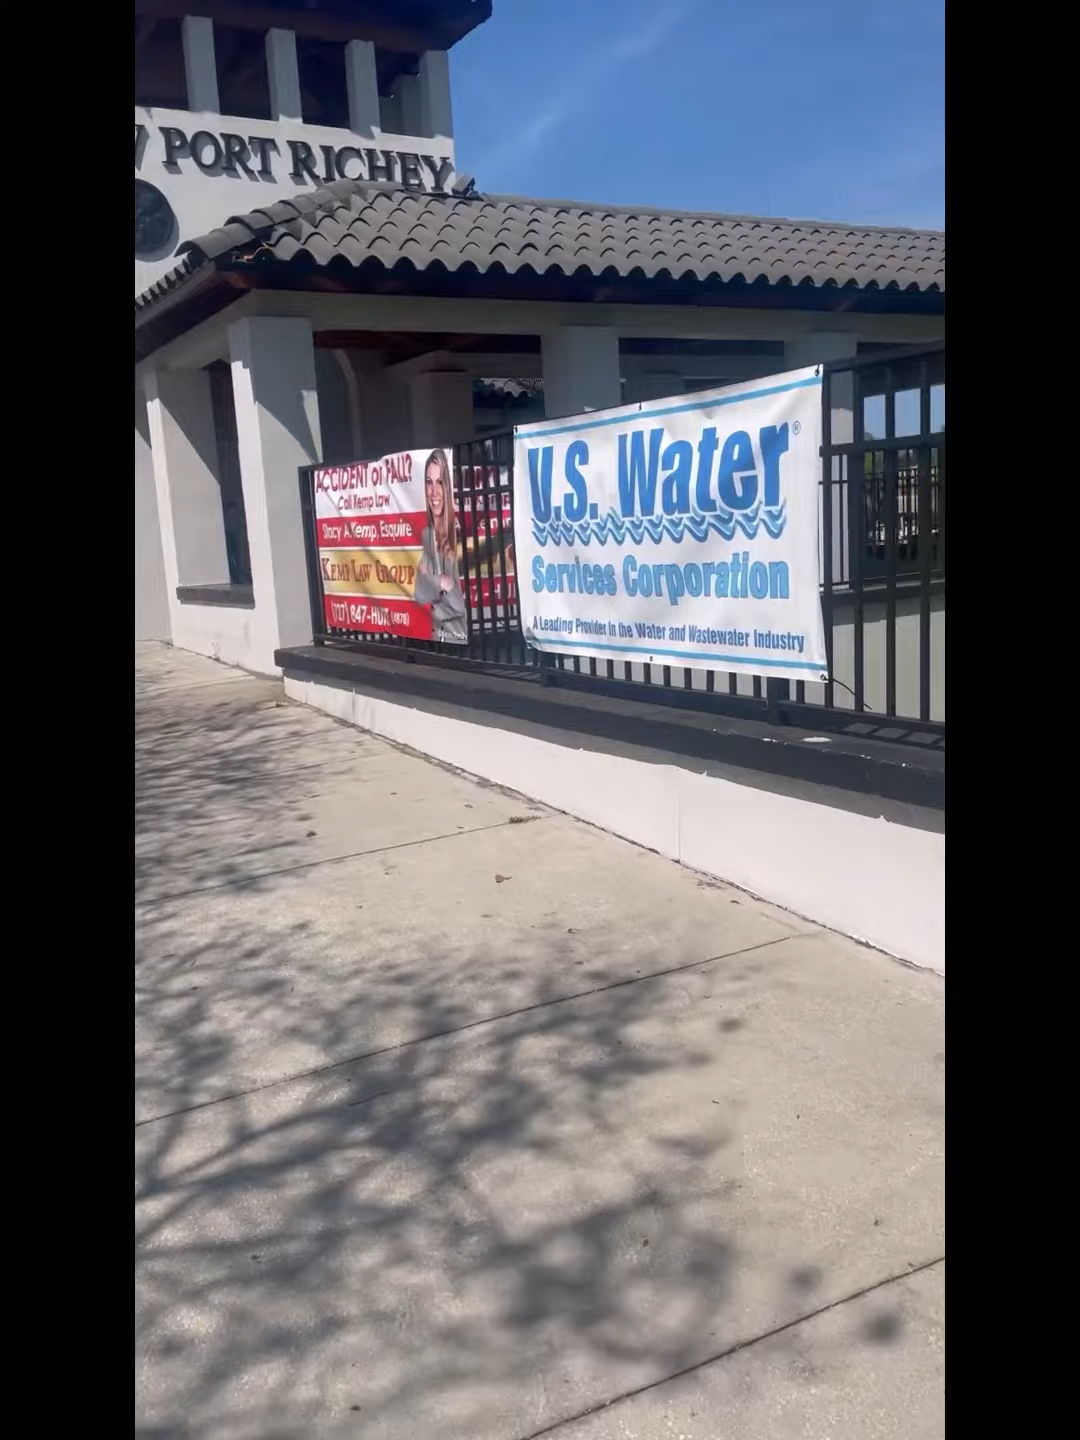 PORT RICHEY
ACCIDENT or FALL?
Call Kemp Law
Stacy A. Kemp, Esquire
KEMP LAW GROUP
(727) 847-HURT (4878)
U.S. Water®
Services Corporation
A Leading Provider in the Water and Wastewater Industry